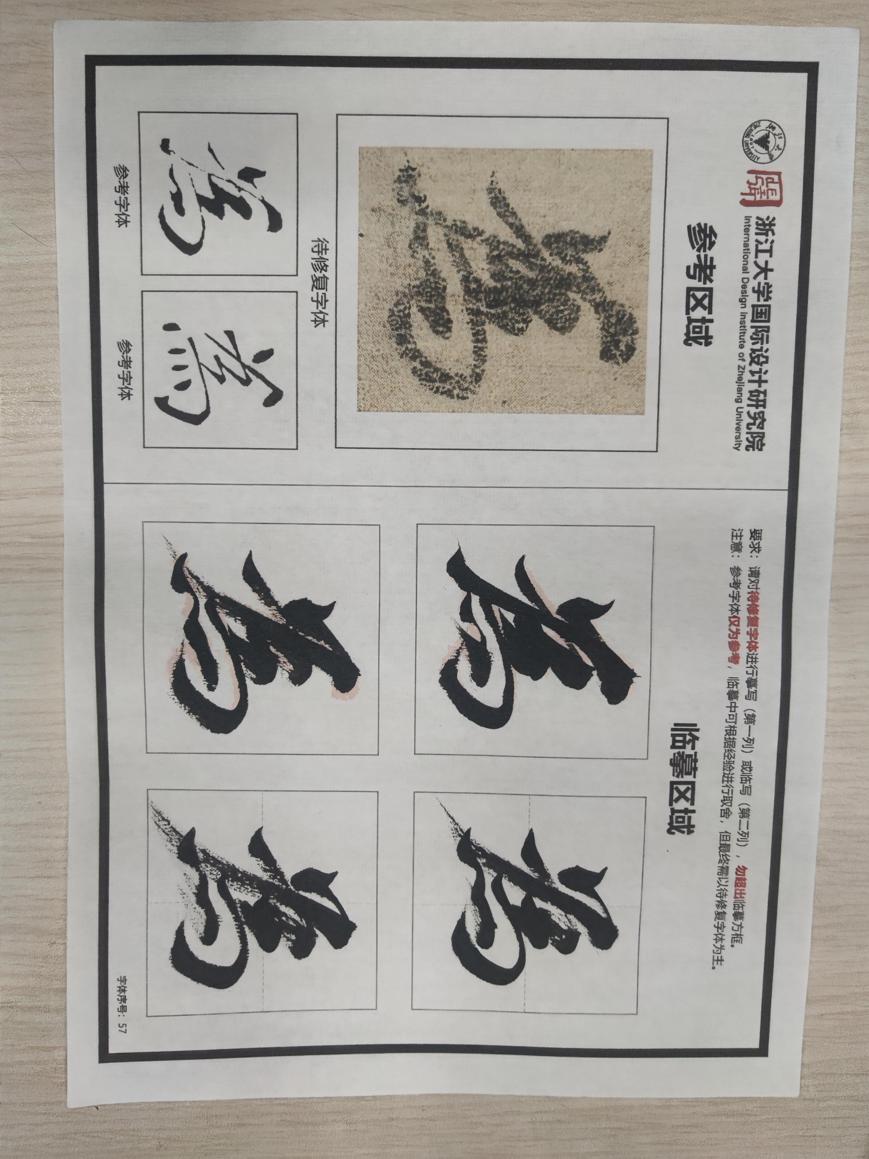 浙江大学国际设计研究院
International Design Institute of Zhejiang University
参考区域
為
待修复字体
為
為
参考字体
参考字体
要求：请对待修复字体进行摹写（第一列）或临写（第二列），勿超出临摹方框。
注意：参考字体仅为参考，临摹中可根据经验进行取舍，但最终需以待修复字体为主。
临摹区域
為
為
為
為
字体序号：57